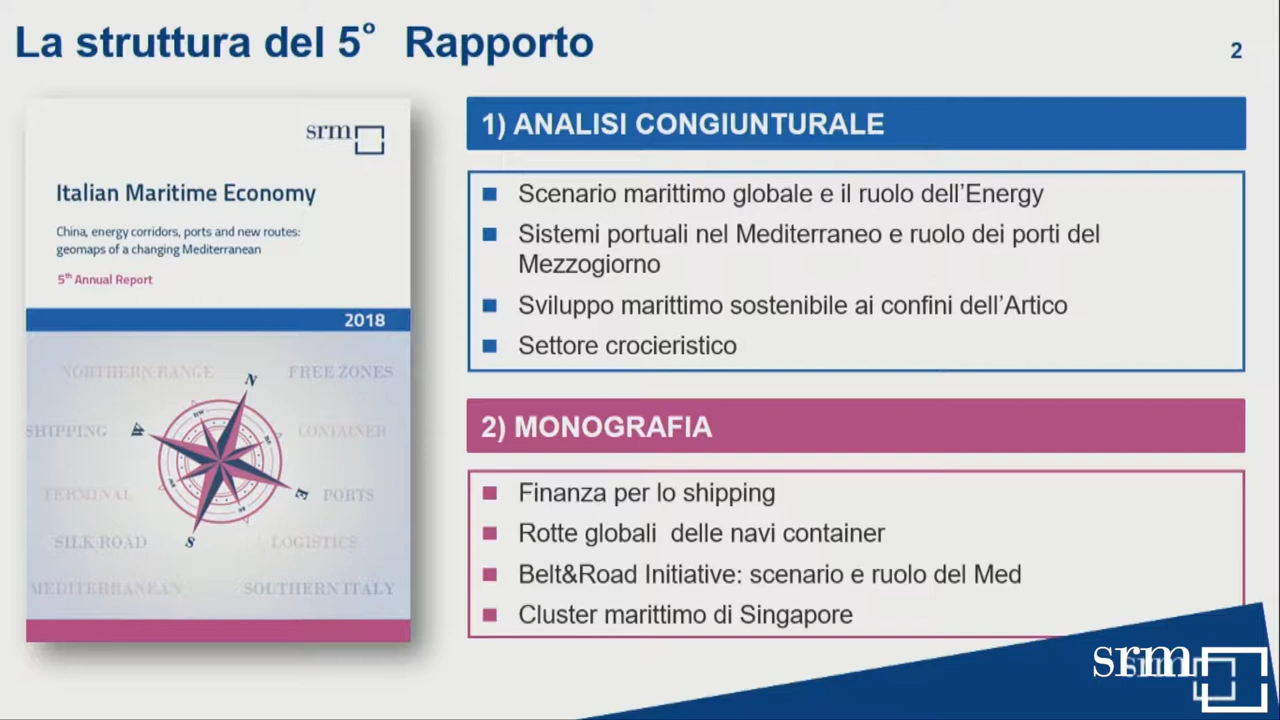 La struttura del 5° Rapporto
2
srm
Italian Maritime Economy
China, energy corridors, ports and new routes:
geomaps of a changing Mediterranean
5th Annual Report
2018
NORTHERN RANGE
FREE ZONES
N
SHIPPING
W
CONTAINER
TERMINAL
E
PORTS
SILK ROAD
S
LOGISTICS
MEDITERRANEAN
SOUTHERN ITALY
1) ANALISI CONGIUNTURALE
Scenario marittimo globale e il ruolo dell'Energy
Sistemi portuali nel Mediterraneo e ruolo dei porti del
Mezzogiorno
Sviluppo marittimo sostenibile ai confini dell'Artico
Settore crocieristico
2) MONOGRAFIA
Finanza per lo shipping
Rotte globali  delle navi container
Belt&Road Initiative: scenario e ruolo del Med
Cluster marittimo di Singapore
srm
srm